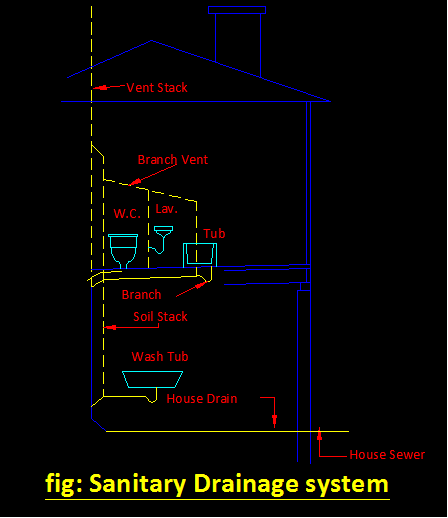 Vent Stack
Branch Vent
W.C.
Lav.
Tub
Branch
Soil Stack
Wash Tub
House Drain
House Sewer
fig: Sanitary Drainage system